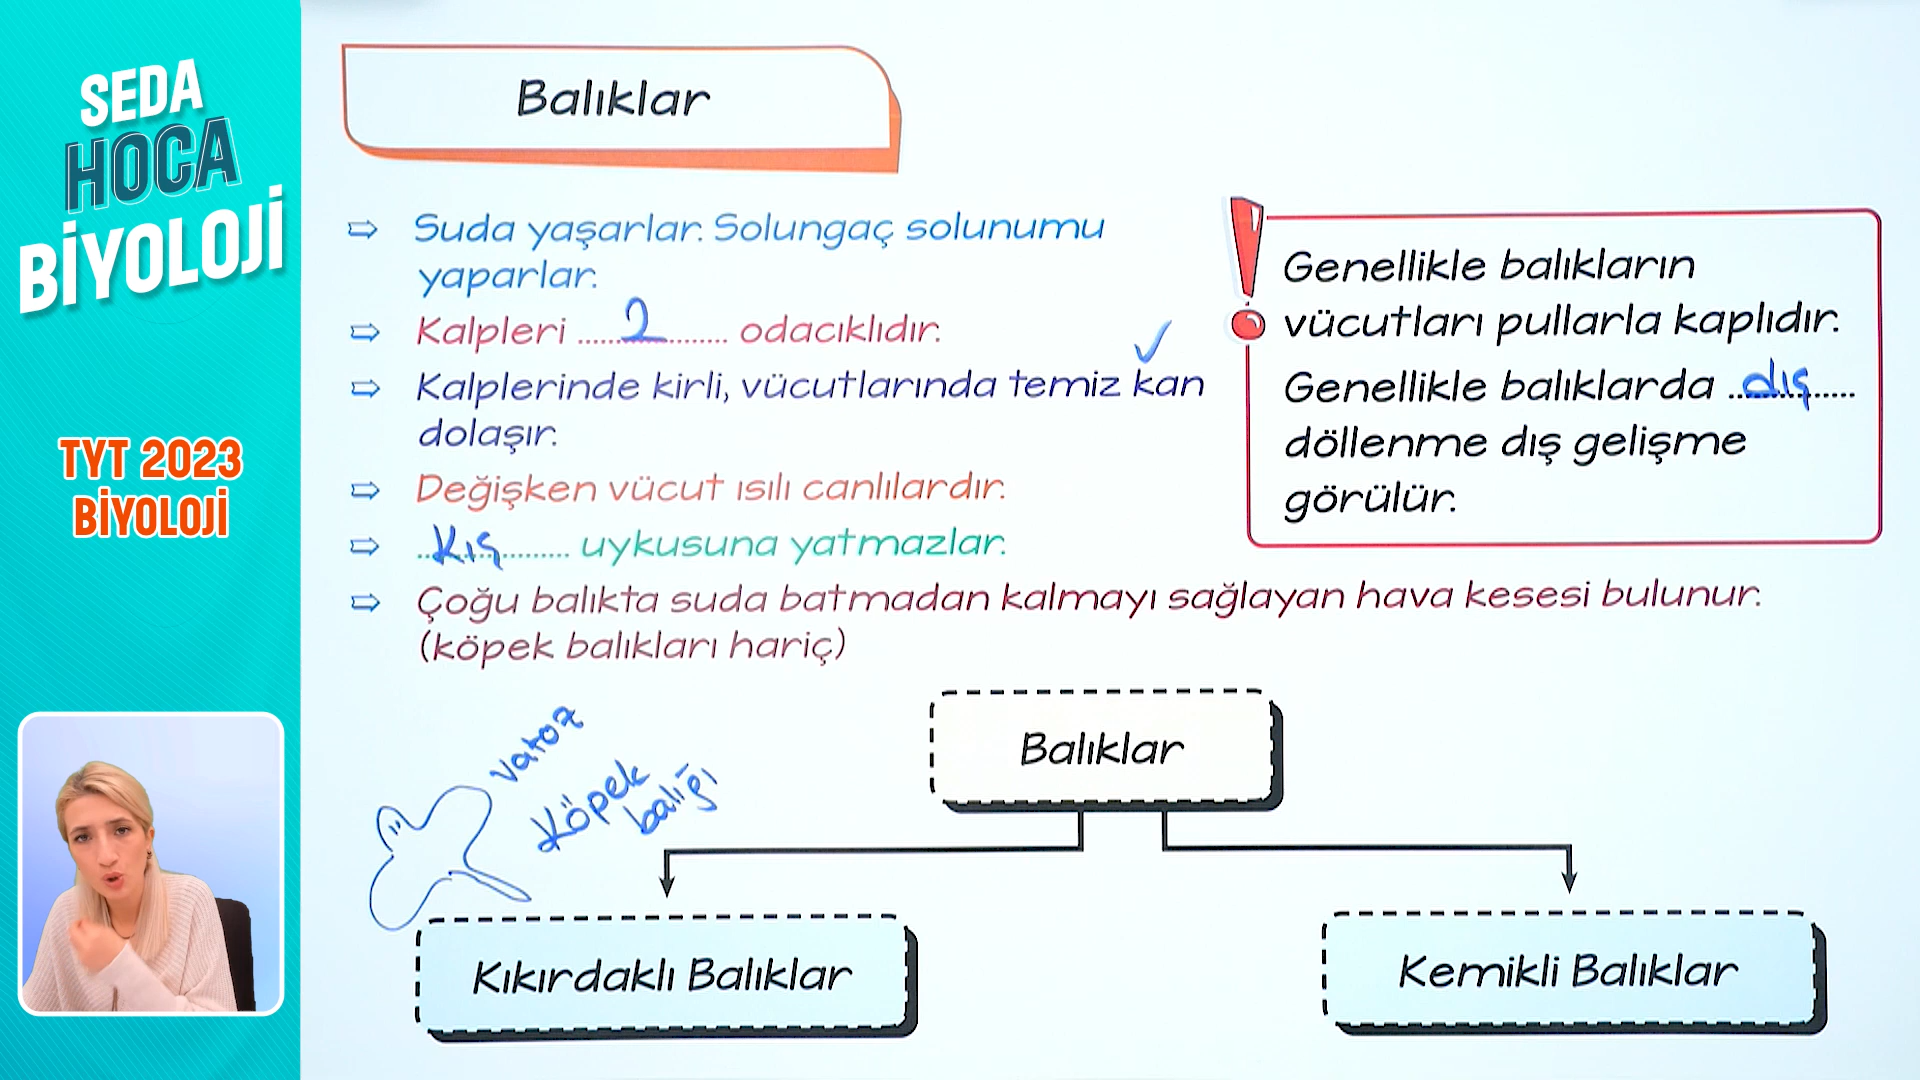 SEDA
HOCA
BİYOLOJİ
TYT 2023
BİYOLOJİ
Balıklar
⇨ Suda yaşarlar. Solungaç solunumu
yaparlar.
⇨ Kalpleri ....2.... odacıklıdır.
⇨ Kalplerinde kirli, vücutlarında temiz kan ✓
dolaşır.
⇨ Değişken vücut ısılı canlılardır.
⇨ ..Kış.......... uykusuna yatmazlar.
⇨ Çoğu balıkta suda batmadan kalmayı sağlayan hava kesesi bulunur.
(köpek balıkları hariç)
Genellikle balıkların
vücutları pullarla kaplıdır.
Genellikle balıklarda ..dış......
döllenme dış gelişme
görülür.
Balıklar
vatoz
Köpek
balığı
Kıkırdaklı Balıklar
Kemikli Balıklar